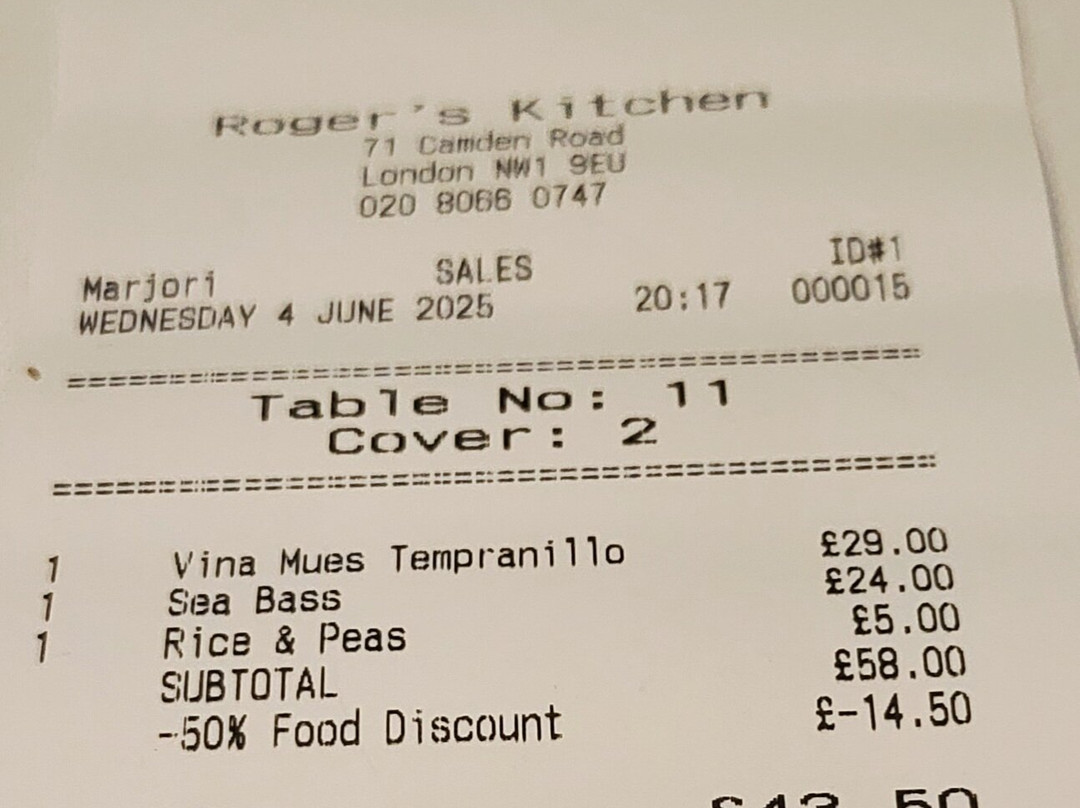 Roger's Kitchen
71 Camden Road
London NW1 9EU
020 8066 0747
ID#1
Marjori SALES
WEDNESDAY 4 JUNE 2025 20:17 000015
==========================================
Table No: 11
Cover: 2
==========================================
1 Vina Mues Tempranillo £29.00
1 Sea Bass £24.00
1 Rice & Peas £5.00
SUBTOTAL £58.00
-50% Food Discount £-14.50
£43.50